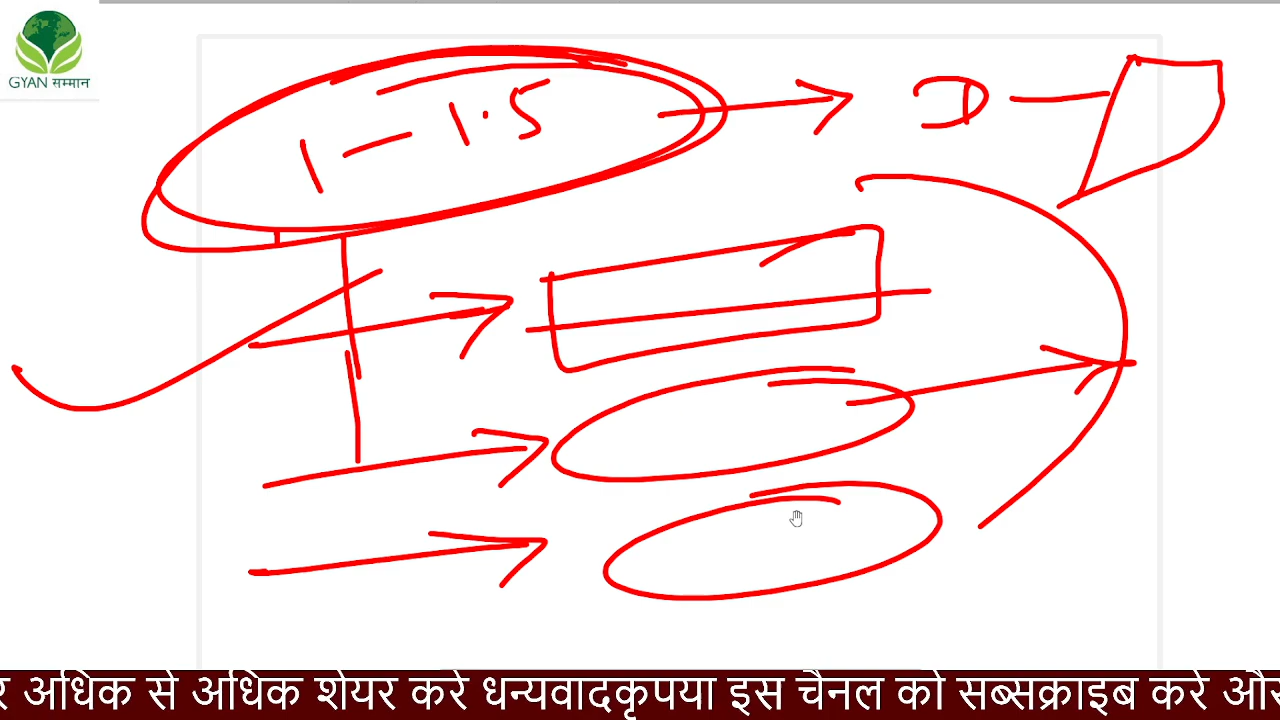 GYAN सम्मान
1 - 1.5
D
र अधिक से अधिक शेयर करे धन्यवादकृपया इस चैनल को सब्सक्राइब करे और